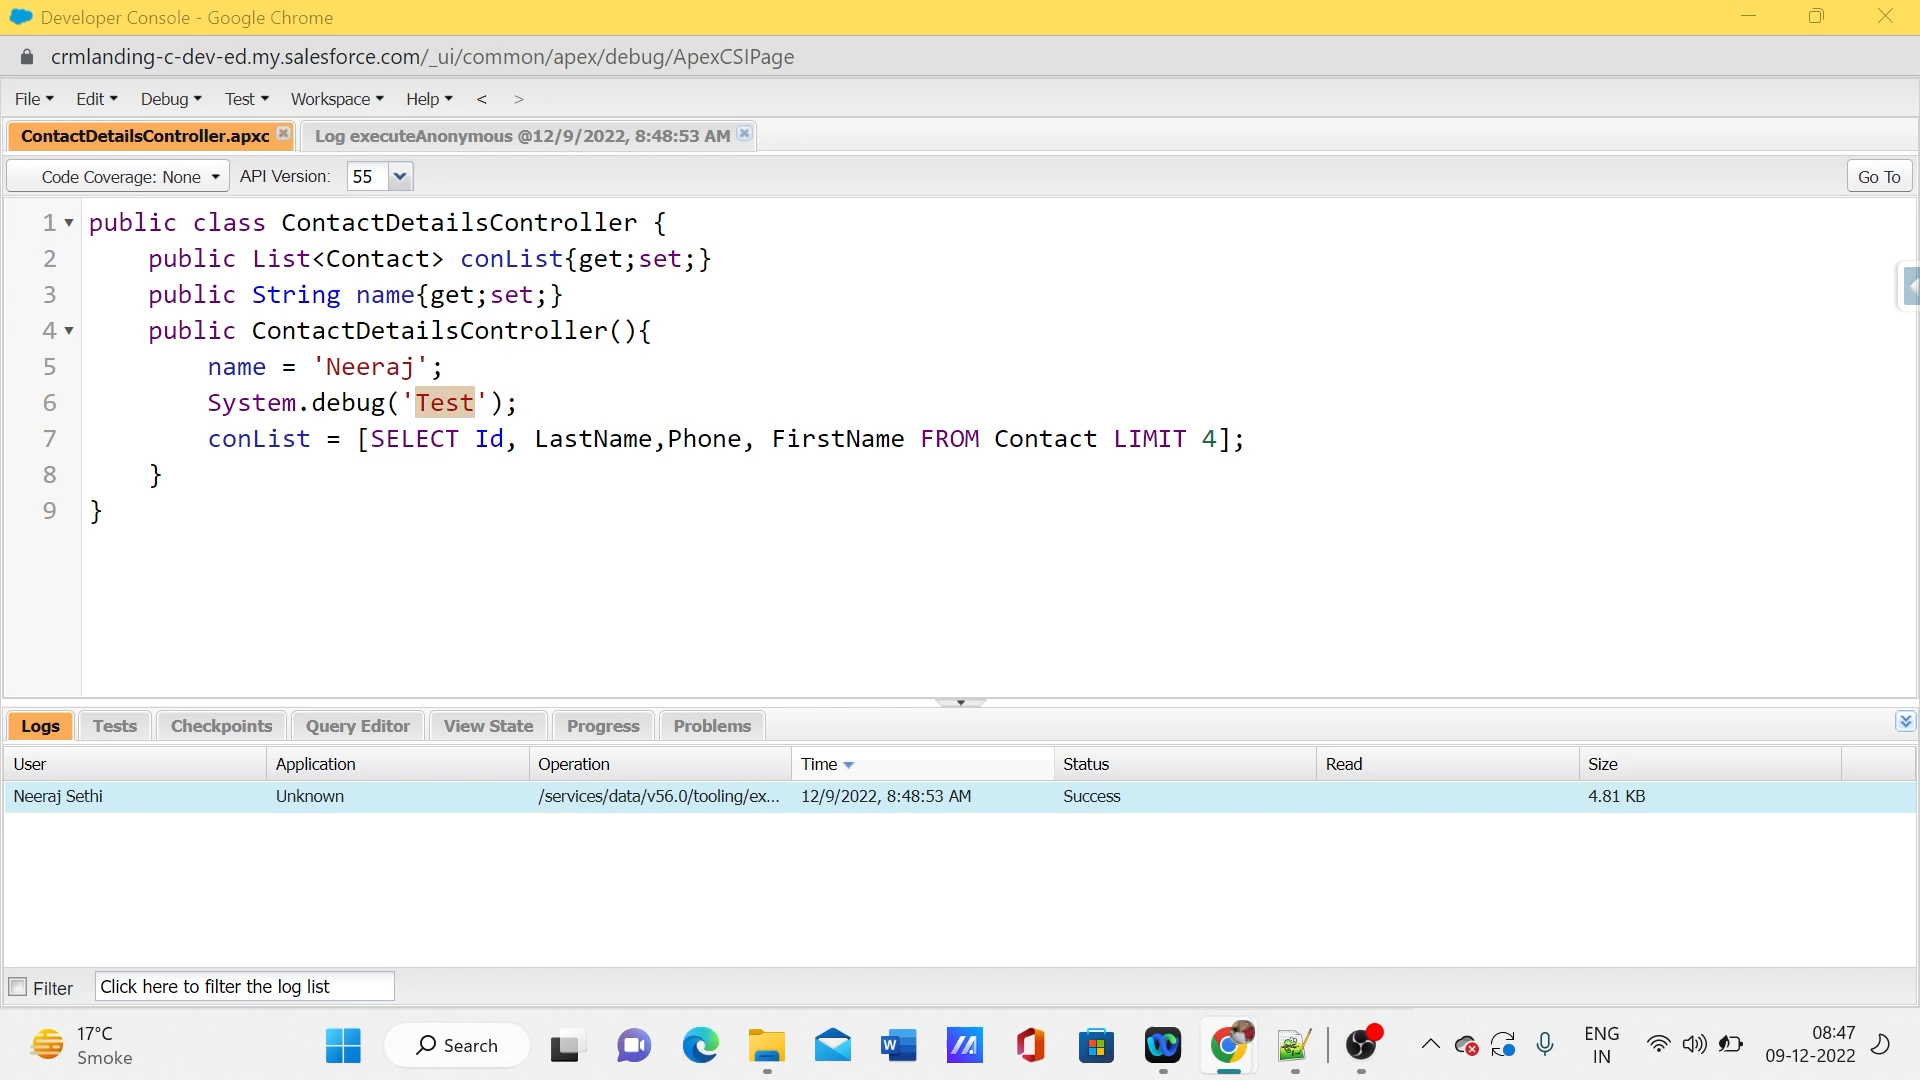 Developer Console - Google Chrome
crmlanding-c-dev-ed.my.salesforce.com/_ui/common/apex/debug/ApexCSIPage
File Edit Debug Test Workspace Help < >
ContactDetailsController.apxc Log executeAnonymous @12/9/2022, 8:48:53 AM
Code Coverage: None API Version: 55 Go To
1 public class ContactDetailsController {
2 public List<Contact> conList{get;set;}
3 public String name{get;set;}
4 public ContactDetailsController(){
5 name = 'Neeraj';
6 System.debug('Test');
7 conList = [SELECT Id, LastName,Phone, FirstName FROM Contact LIMIT 4];
8 }
9 }
Logs Tests Checkpoints Query Editor View State Progress Problems
User Application Operation Time Status Read Size
Neeraj Sethi Unknown /services/data/v56.0/tooling/ex... 12/9/2022, 8:48:53 AM Success 4.81 KB
Filter Click here to filter the log list
17°C
Smoke
Search
ENG
IN
08:47
09-12-2022